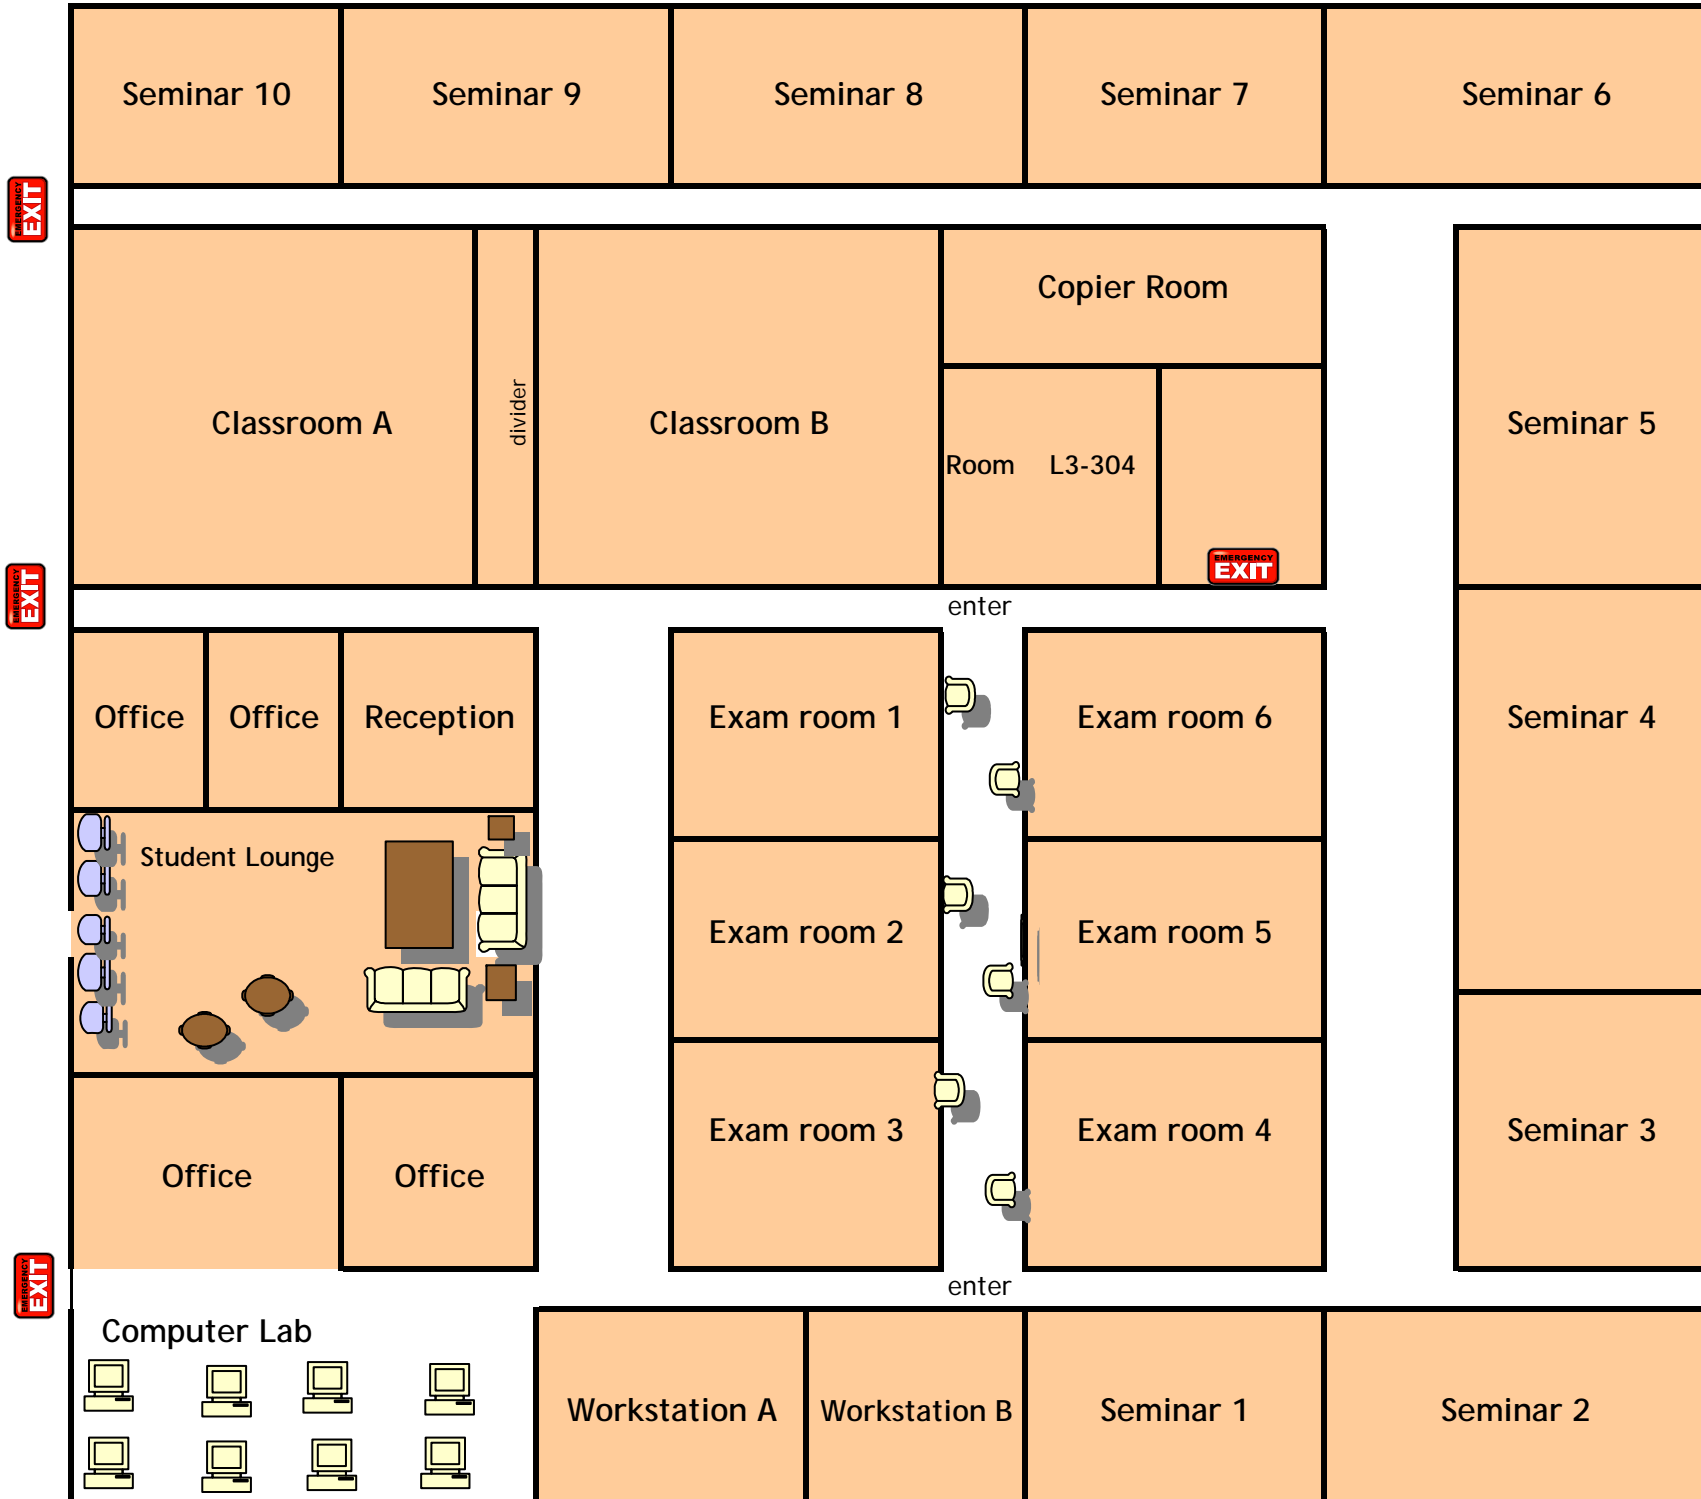 Seminar 10
Seminar 9
Seminar 8
Seminar 7
Seminar 6
EMERGENCY
EXIT
Copier Room
Classroom A
divider
Classroom B
Room L3-304
Seminar 5
EMERGENCY
EXIT
EMERGENCY
EXIT
enter
Office
Office
Reception
Exam room 1
Exam room 6
Seminar 4
Student Lounge
Exam room 2
Exam room 5
Exam room 3
Exam room 4
Seminar 3
Office
Office
EMERGENCY
EXIT
enter
Computer Lab
Workstation A
Workstation B
Seminar 1
Seminar 2